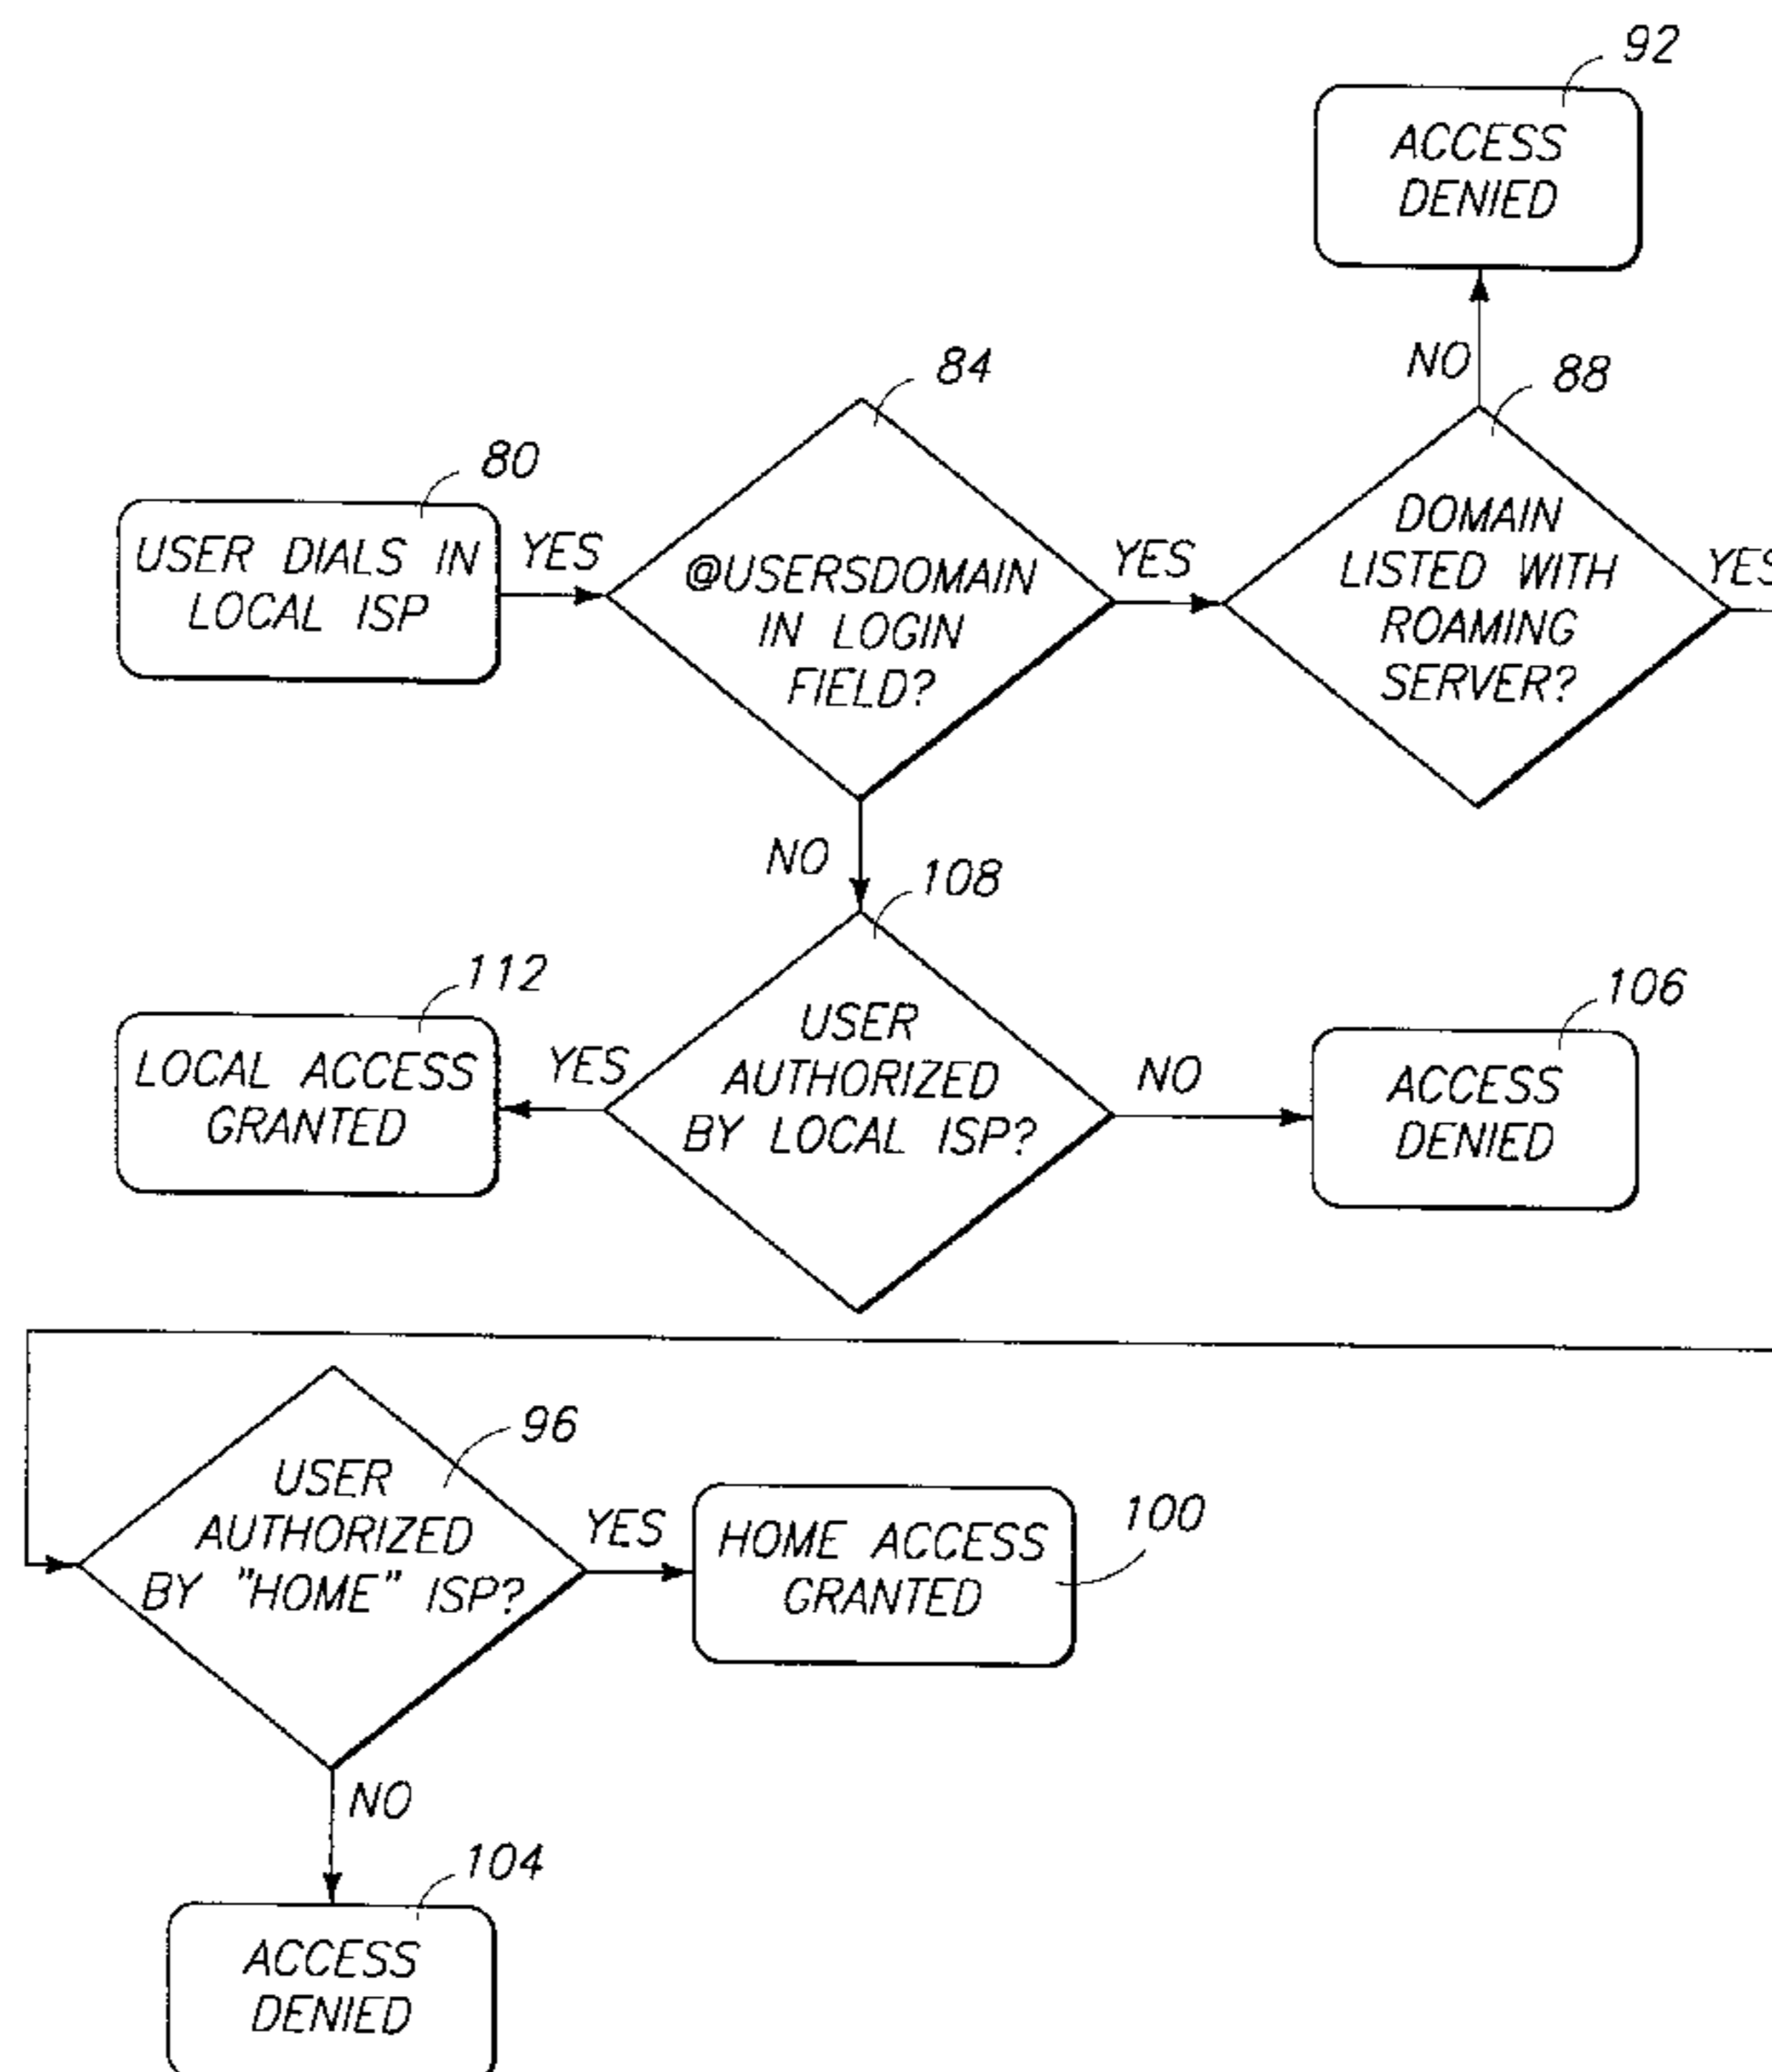 92
ACCESS
DENIED
NO
84
88
80
USER DIALS IN
LOCAL ISP
YES
@USERSDOMAIN
IN LOGIN
FIELD?
YES
DOMAIN
LISTED WITH
ROAMING
SERVER?
YES
NO
108
112
LOCAL ACCESS
GRANTED
YES
USER
AUTHORIZED
BY LOCAL ISP?
NO
106
ACCESS
DENIED
96
USER
AUTHORIZED
BY "HOME" ISP?
YES
HOME ACCESS
GRANTED
100
NO
104
ACCESS
DENIED